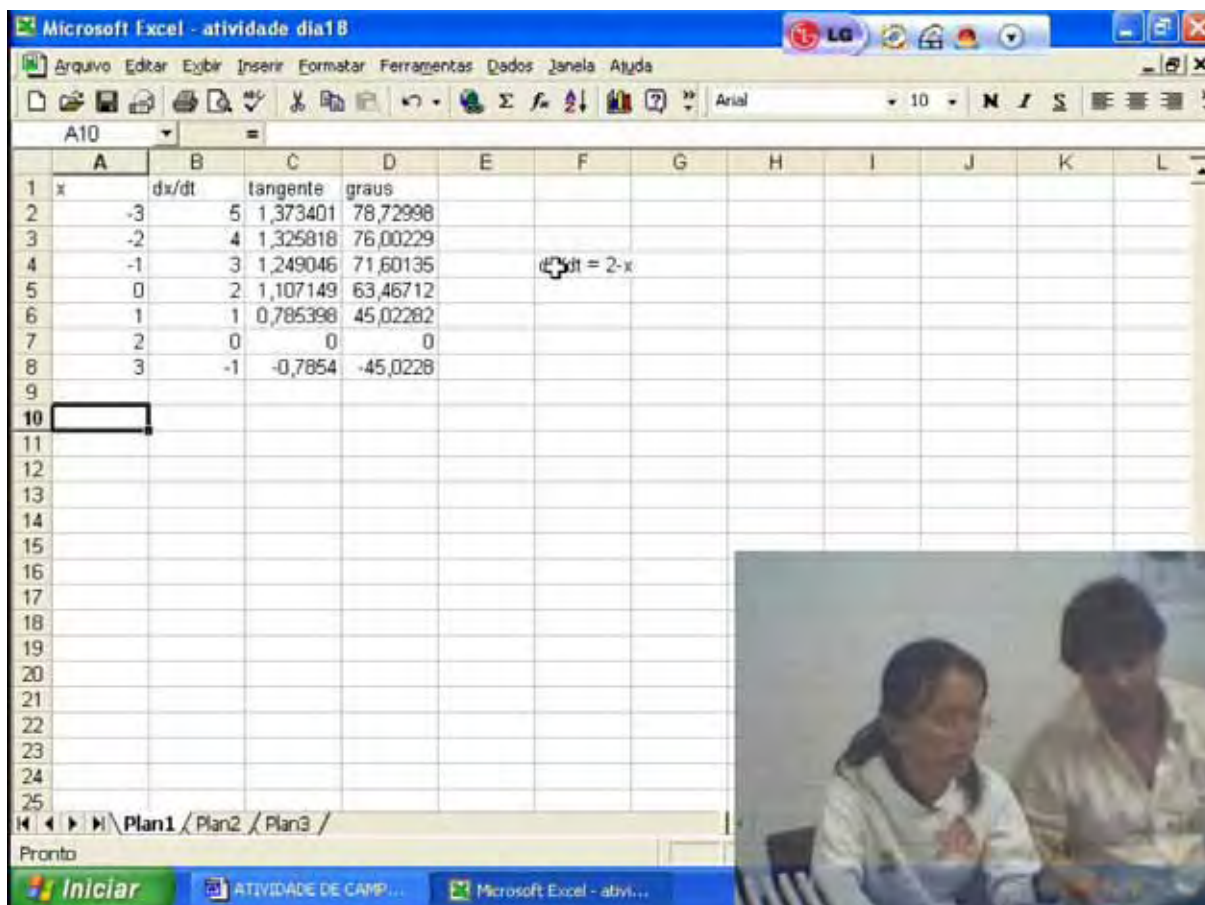 Microsoft Excel - atividade dia18
LG
Arquivo Editar Exibir Inserir Formatar Ferramentas Dados Janela Ajuda
Arial 10 N I S
A10 =
A B C D E F G H I J K L
1 x dx/dt tangente graus
2 -3 5 1,373401 78,72998
3 -2 4 1,325818 76,00229
4 -1 3 1,249046 71,60135 dt = 2-x
5 0 2 1,107149 63,46712
6 1 1 0,785398 45,02282
7 2 0 0 0
8 3 -1 -0,7854 -45,0228
9
10
11
12
13
14
15
16
17
18
19
20
21
22
23
24
25
Plan1 / Plan2 / Plan3 /
Pronto
Iniciar ATIVIDADE DE CAMP... Microsoft Excel - ativi...